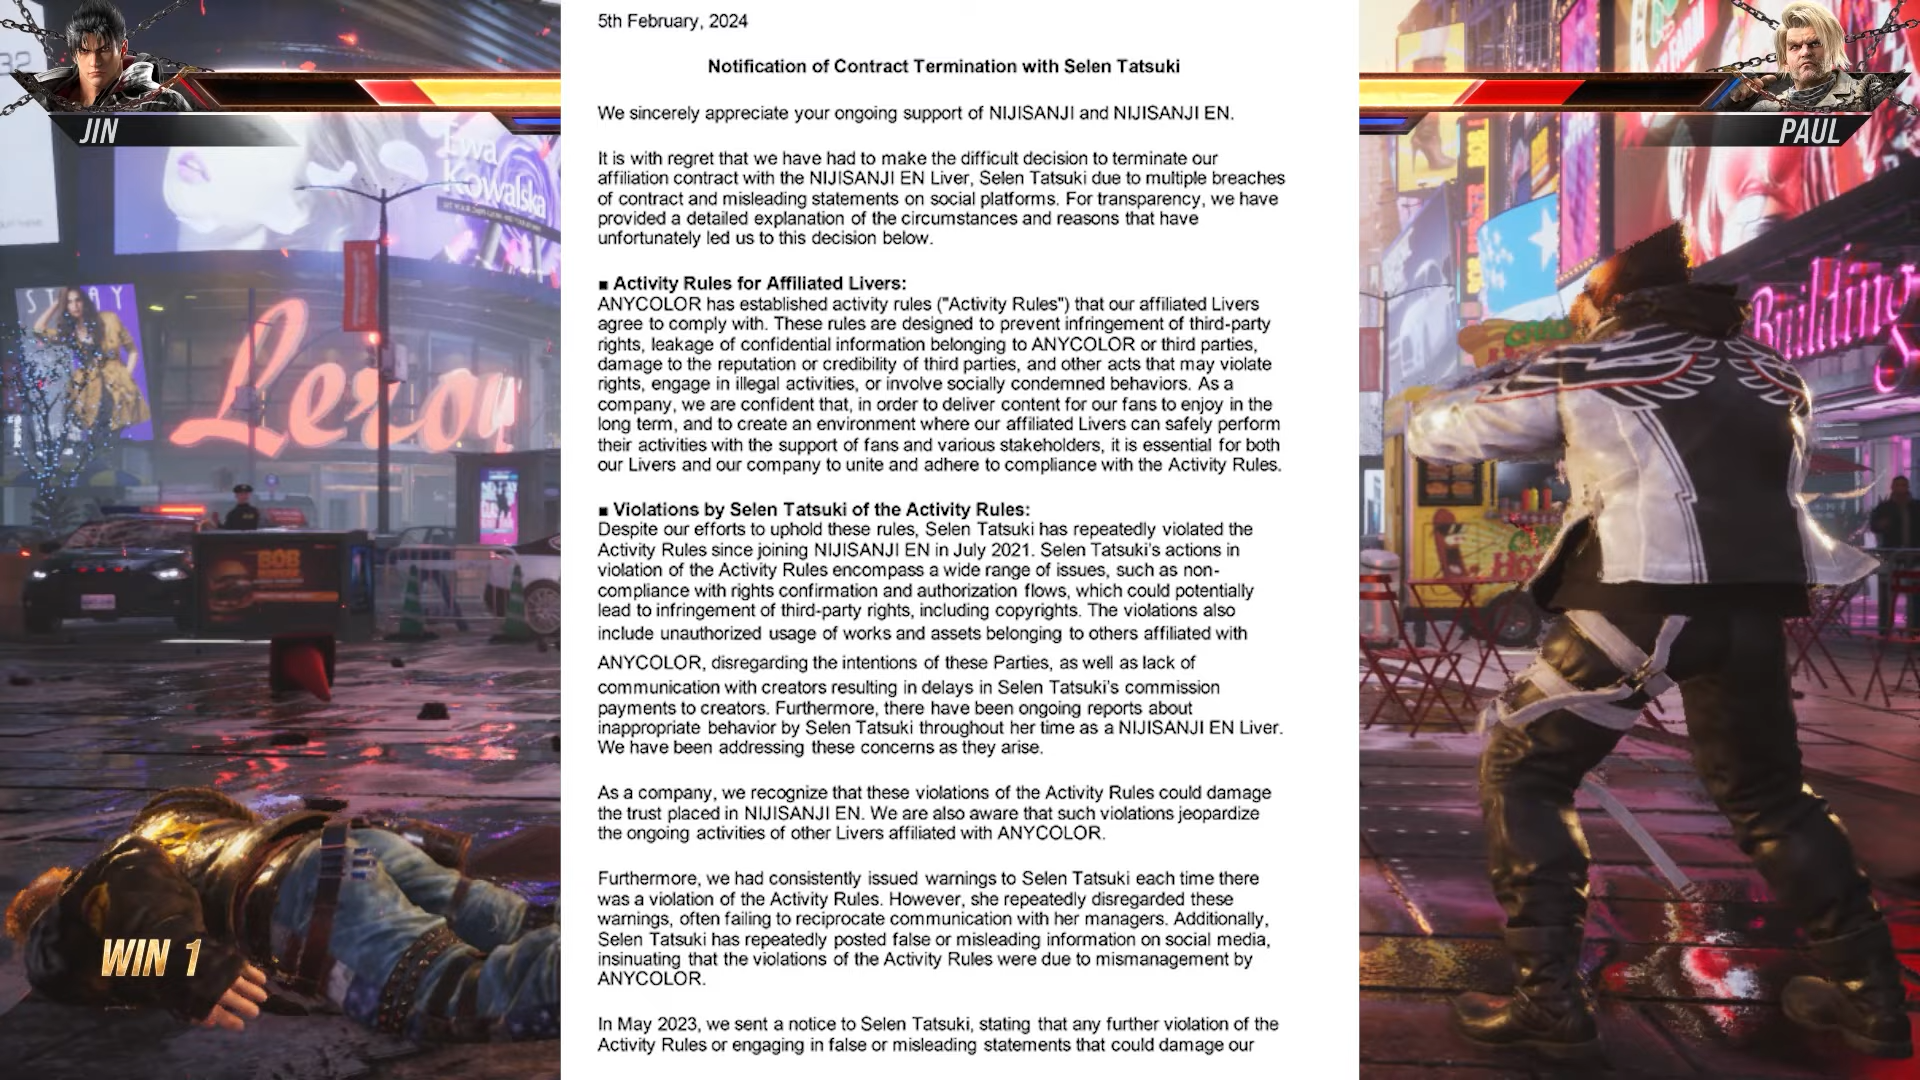 5th February, 2024
Notification of Contract Termination with Selen Tatsuki
We sincerely appreciate your ongoing support of NIJISANJI and NIJISANJI EN.
It is with regret that we have had to make the difficult decision to terminate our
affiliation contract with the NIJISANJI EN Liver, Selen Tatsuki due to multiple breaches
of contract and misleading statements on social platforms. For transparency, we have
provided a detailed explanation of the circumstances and reasons that have
unfortunately led us to this decision below.
■ Activity Rules for Affiliated Livers:
ANYCOLOR has established activity rules ("Activity Rules") that our affiliated Livers
agree to comply with. These rules are designed to prevent infringement of third-party
rights, leakage of confidential information belonging to ANYCOLOR or third parties,
damage to the reputation or credibility of third parties, and other acts that may violate
rights, engage in illegal activities, or involve socially condemned behaviors. As a
company, we are confident that, in order to deliver content for our fans to enjoy in the
long term, and to create an environment where our affiliated Livers can safely perform
their activities with the support of fans and various stakeholders, it is essential for both
our Livers and our company to unite and adhere to compliance with the Activity Rules.
■ Violations by Selen Tatsuki of the Activity Rules:
Despite our efforts to uphold these rules, Selen Tatsuki has repeatedly violated the
Activity Rules since joining NIJISANJI EN in July 2021. Selen Tatsuki's actions in
violation of the Activity Rules encompass a wide range of issues, such as non-
compliance with rights confirmation and authorization flows, which could potentially
lead to infringement of third-party rights, including copyrights. The violations also
include unauthorized usage of works and assets belonging to others affiliated with
ANYCOLOR, disregarding the intentions of these Parties, as well as lack of
communication with creators resulting in delays in Selen Tatsuki's commission
payments to creators. Furthermore, there have been ongoing reports about
inappropriate behavior by Selen Tatsuki throughout her time as a NIJISANJI EN Liver.
We have been addressing these concerns as they arise.
As a company, we recognize that these violations of the Activity Rules could damage
the trust placed in NIJISANJI EN. We are also aware that such violations jeopardize
the ongoing activities of other Livers affiliated with ANYCOLOR.
Furthermore, we had consistently issued warnings to Selen Tatsuki each time there
was a violation of the Activity Rules. However, she repeatedly disregarded these
warnings, often failing to reciprocate communication with her managers. Additionally,
Selen Tatsuki has repeatedly posted false or misleading information on social media,
insinuating that the violations of the Activity Rules were due to mismanagement by
ANYCOLOR.
In May 2023, we sent a notice to Selen Tatsuki, stating that any further violation of the
Activity Rules or engaging in false or misleading statements that could damage our
JIN
PAUL
32
Ewa
Kowalska
STAY
Leroy
BOB
Building
WIN 1